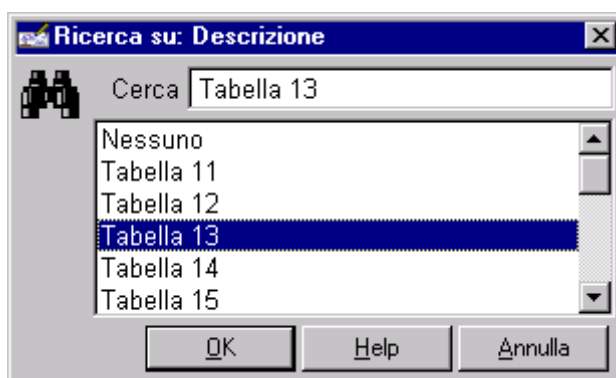 Ricerca su: Descrizione
Cerca Tabella 13
Nessuno
Tabella 11
Tabella 12
Tabella 13
Tabella 14
Tabella 15
OK Help Annulla